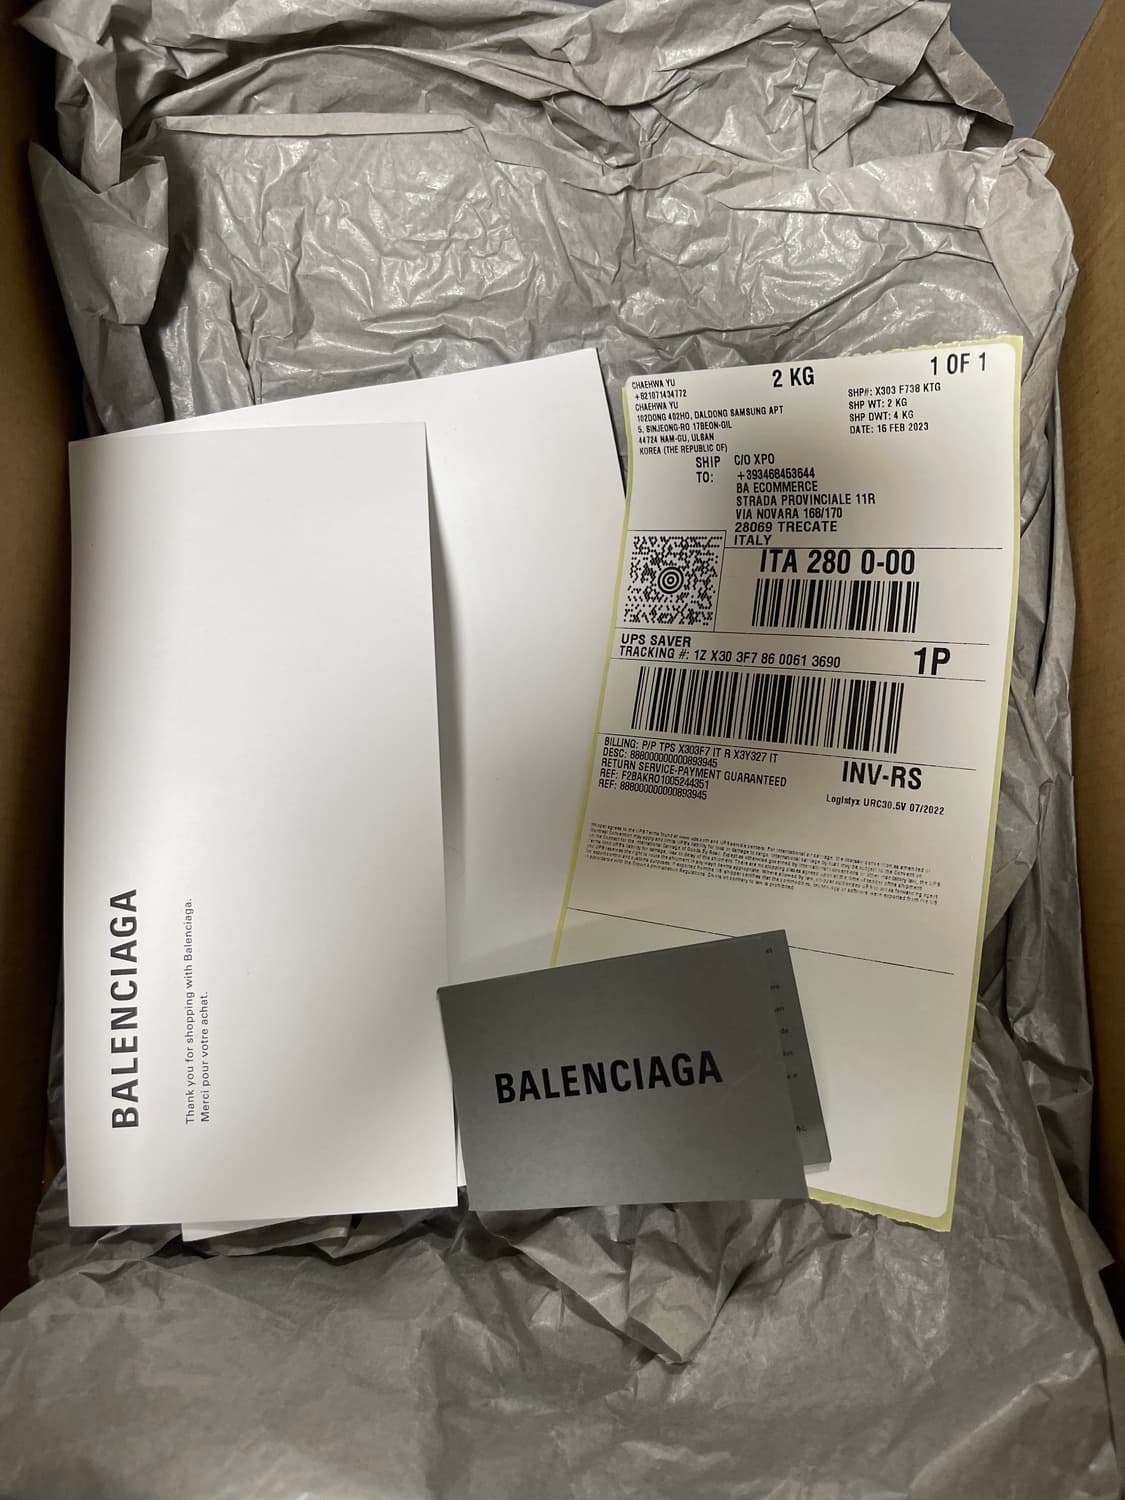 BALENCIAGA
Thank you for shopping with Balenciaga.
Merci pour votre achat.
CHAEHWA YU
+821071434772
CHAEHWA YU
102DONG 402HO, DALDONG SAMSUNG APT
5, SINJEONG-RO 17BEON-GIL
44724 NAM-GU, ULSAN
KOREA (THE REPUBLIC OF)
2 KG
1 OF 1
SHP#: X303 F738 KTG
SHP WT: 2 KG
SHP DWT: 4 KG
DATE: 16 FEB 2023
SHIP TO:
C/O XPO
+393468453644
BA ECOMMERCE
STRADA PROVINCIALE 11R
VIA NOVARA 168/170
28069 TRECATE
ITALY
ITA 280 0-00
UPS SAVER
TRACKING #: 1Z X30 3F7 86 0061 3690
1P
BILLING: P/P TPS X303F7 IT R X3Y327 IT
DESC: 888000000000893945
RETURN SERVICE-PAYMENT GUARANTEED
REF: F2BAKRO1005244351
REF: 888000000000893945
INV-RS
Logistyx URC30.5V 07/2022
BALENCIAGA